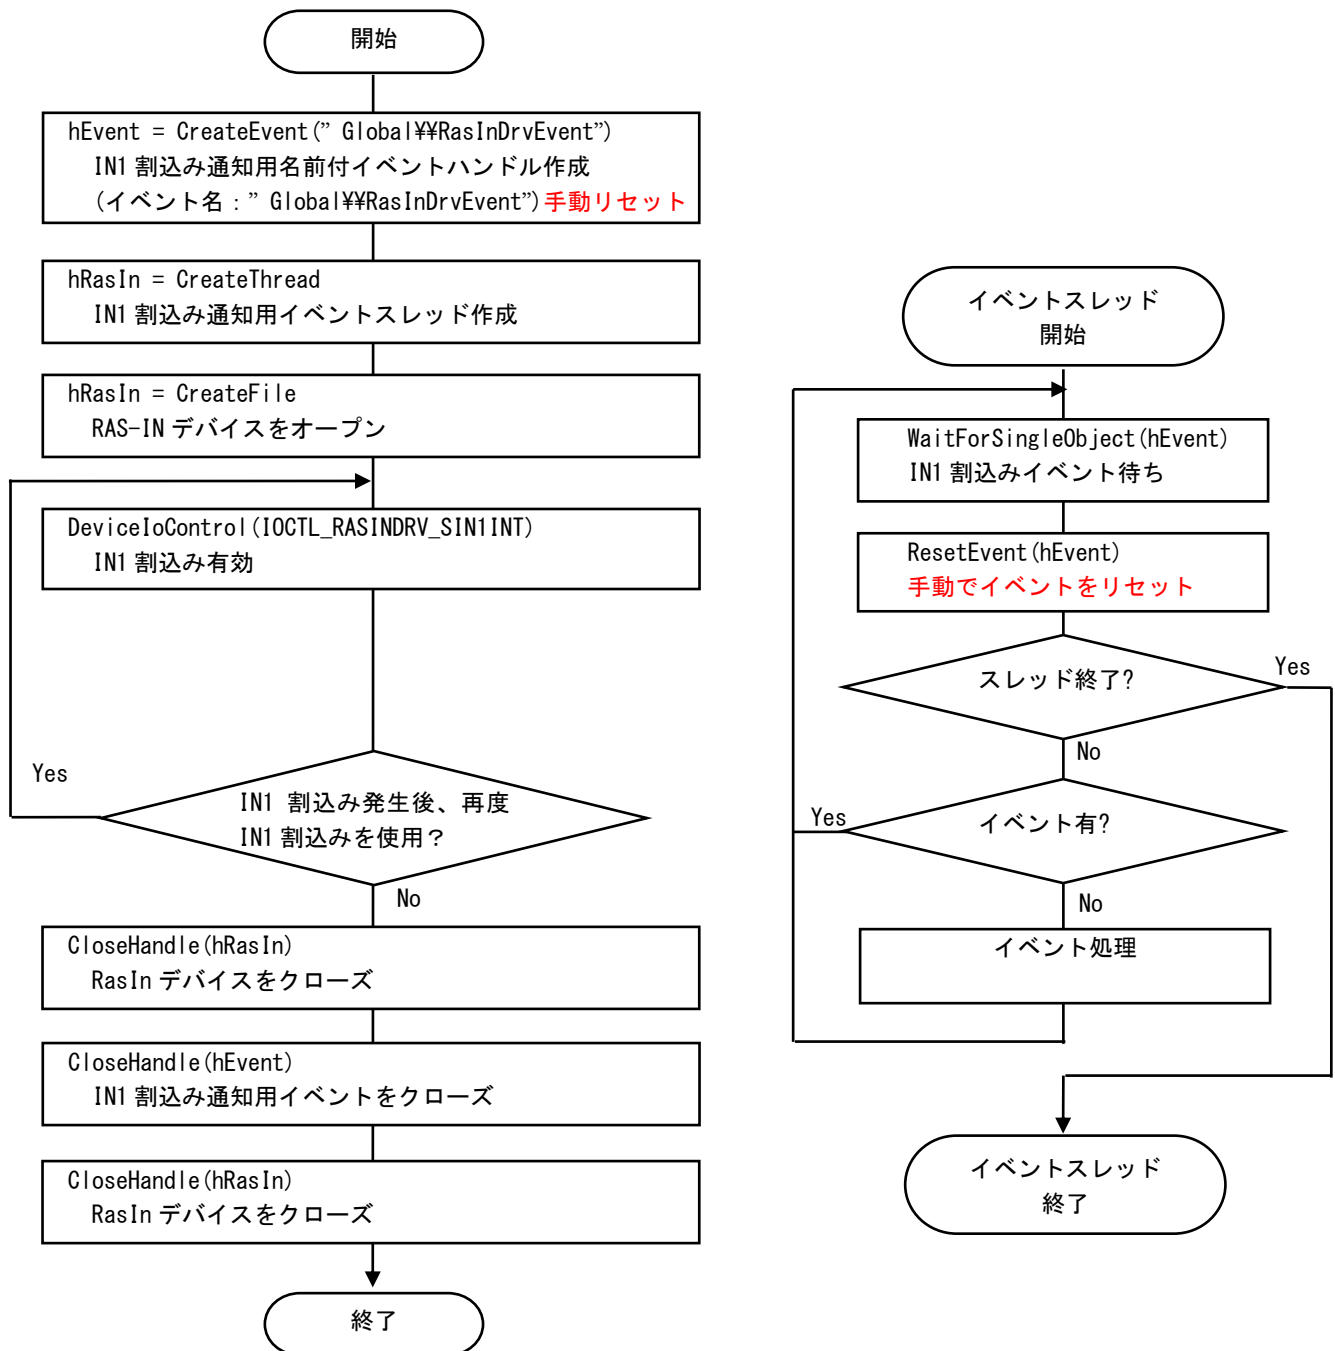 開始
hEvent = CreateEvent(” Global¥¥RasInDrvEvent”)
IN1 割込み通知用名前付イベントハンドル作成
(イベント名：” Global¥¥RasInDrvEvent”)手動リセット
hRasIn = CreateThread
IN1 割込み通知用イベントスレッド作成
hRasIn = CreateFile
RAS-IN デバイスをオープン
DeviceIoControl(IOCTL_RASINDRV_SIN1INT)
IN1 割込み有効
Yes
IN1 割込み発生後、再度
IN1 割込みを使用？
No
CloseHandle(hRasIn)
RasIn デバイスをクローズ
CloseHandle(hEvent)
IN1 割込み通知用イベントをクローズ
CloseHandle(hRasIn)
RasIn デバイスをクローズ
終了
イベントスレッド
開始
WaitForSingleObject(hEvent)
IN1 割込みイベント待ち
ResetEvent(hEvent)
手動でイベントをリセット
スレッド終了?
Yes
No
イベント有?
Yes
No
イベント処理
イベントスレッド
終了